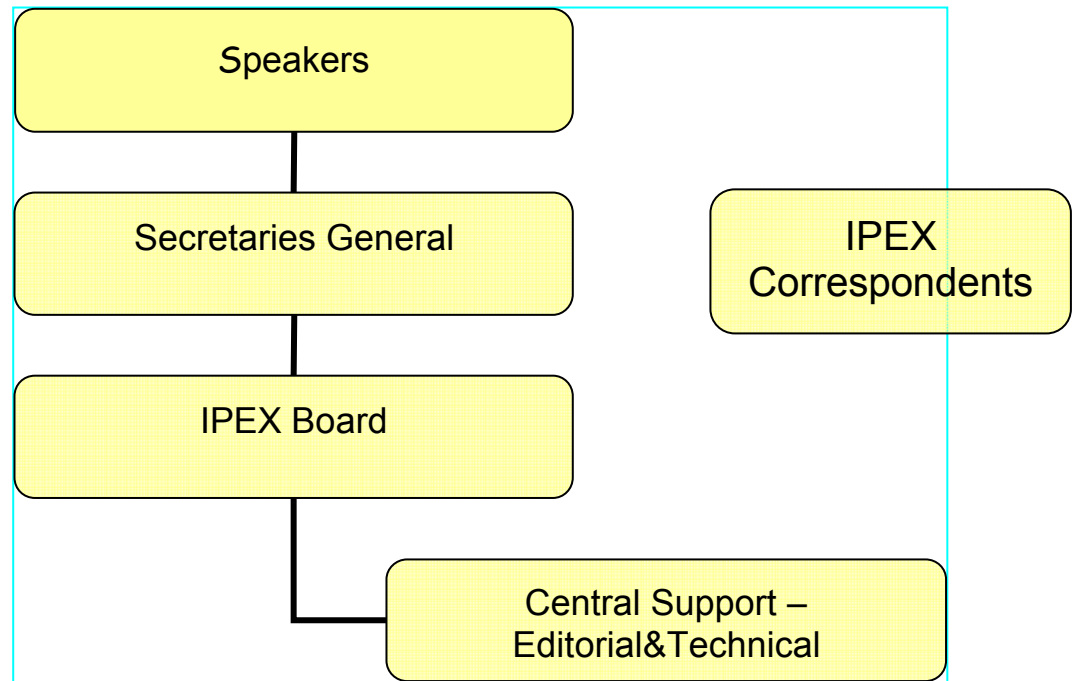 Speakers
Secretaries General
IPEX
Correspondents
IPEX Board
Central Support –
Editorial&Technical